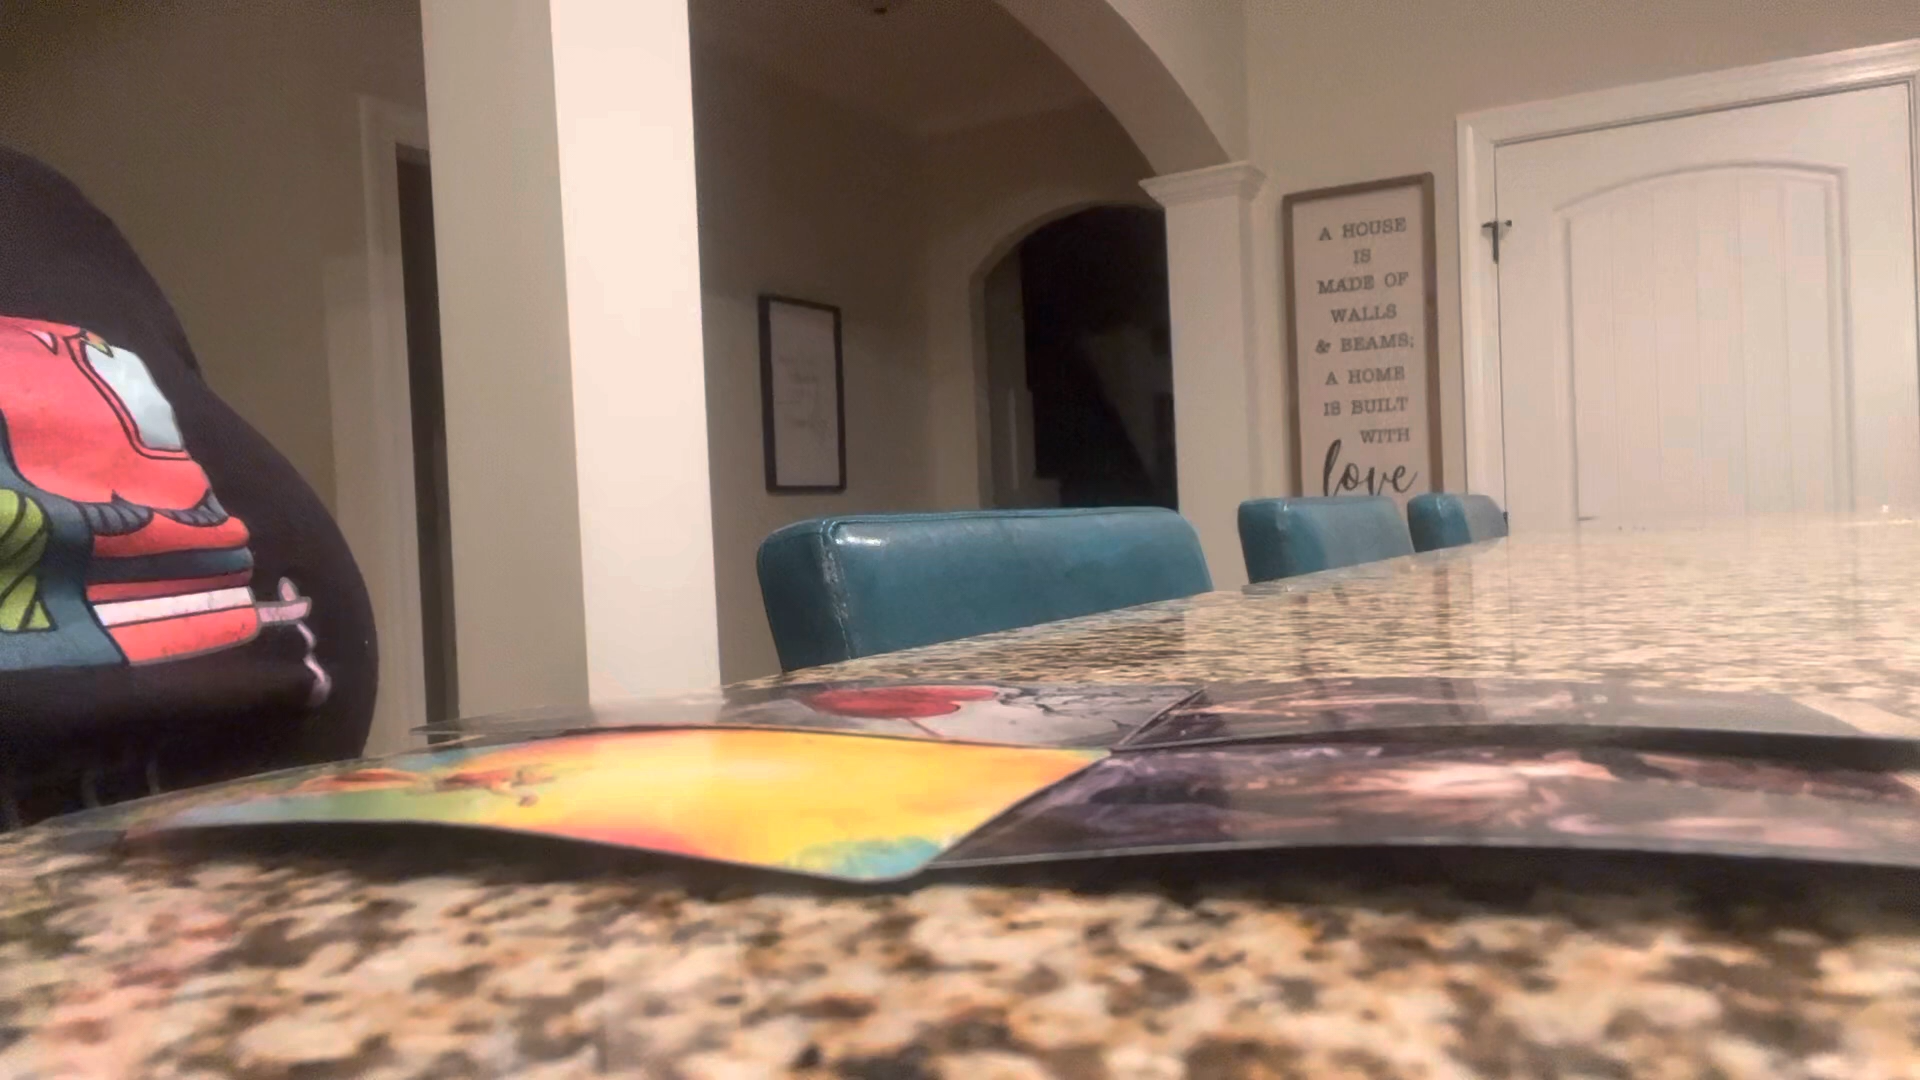 A HOUSE
IS
MADE OF
WALLS
& BEAMS;
A HOME
IS BUILT
WITH
love